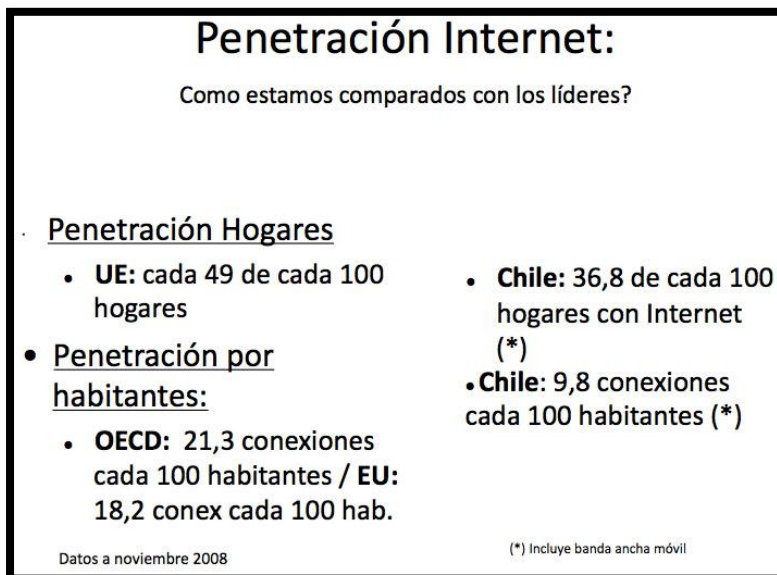 Penetración Internet:
Como estamos comparados con los líderes?
. Penetración Hogares
• UE: cada 49 de cada 100
hogares
• Penetración por
habitantes:
• OECD: 21,3 conexiones
cada 100 habitantes / EU:
18,2 conex cada 100 hab.
• Chile: 36,8 de cada 100
hogares con Internet
(*)
• Chile: 9,8 conexiones
cada 100 habitantes (*)
Datos a noviembre 2008
(*) Incluye banda ancha móvil